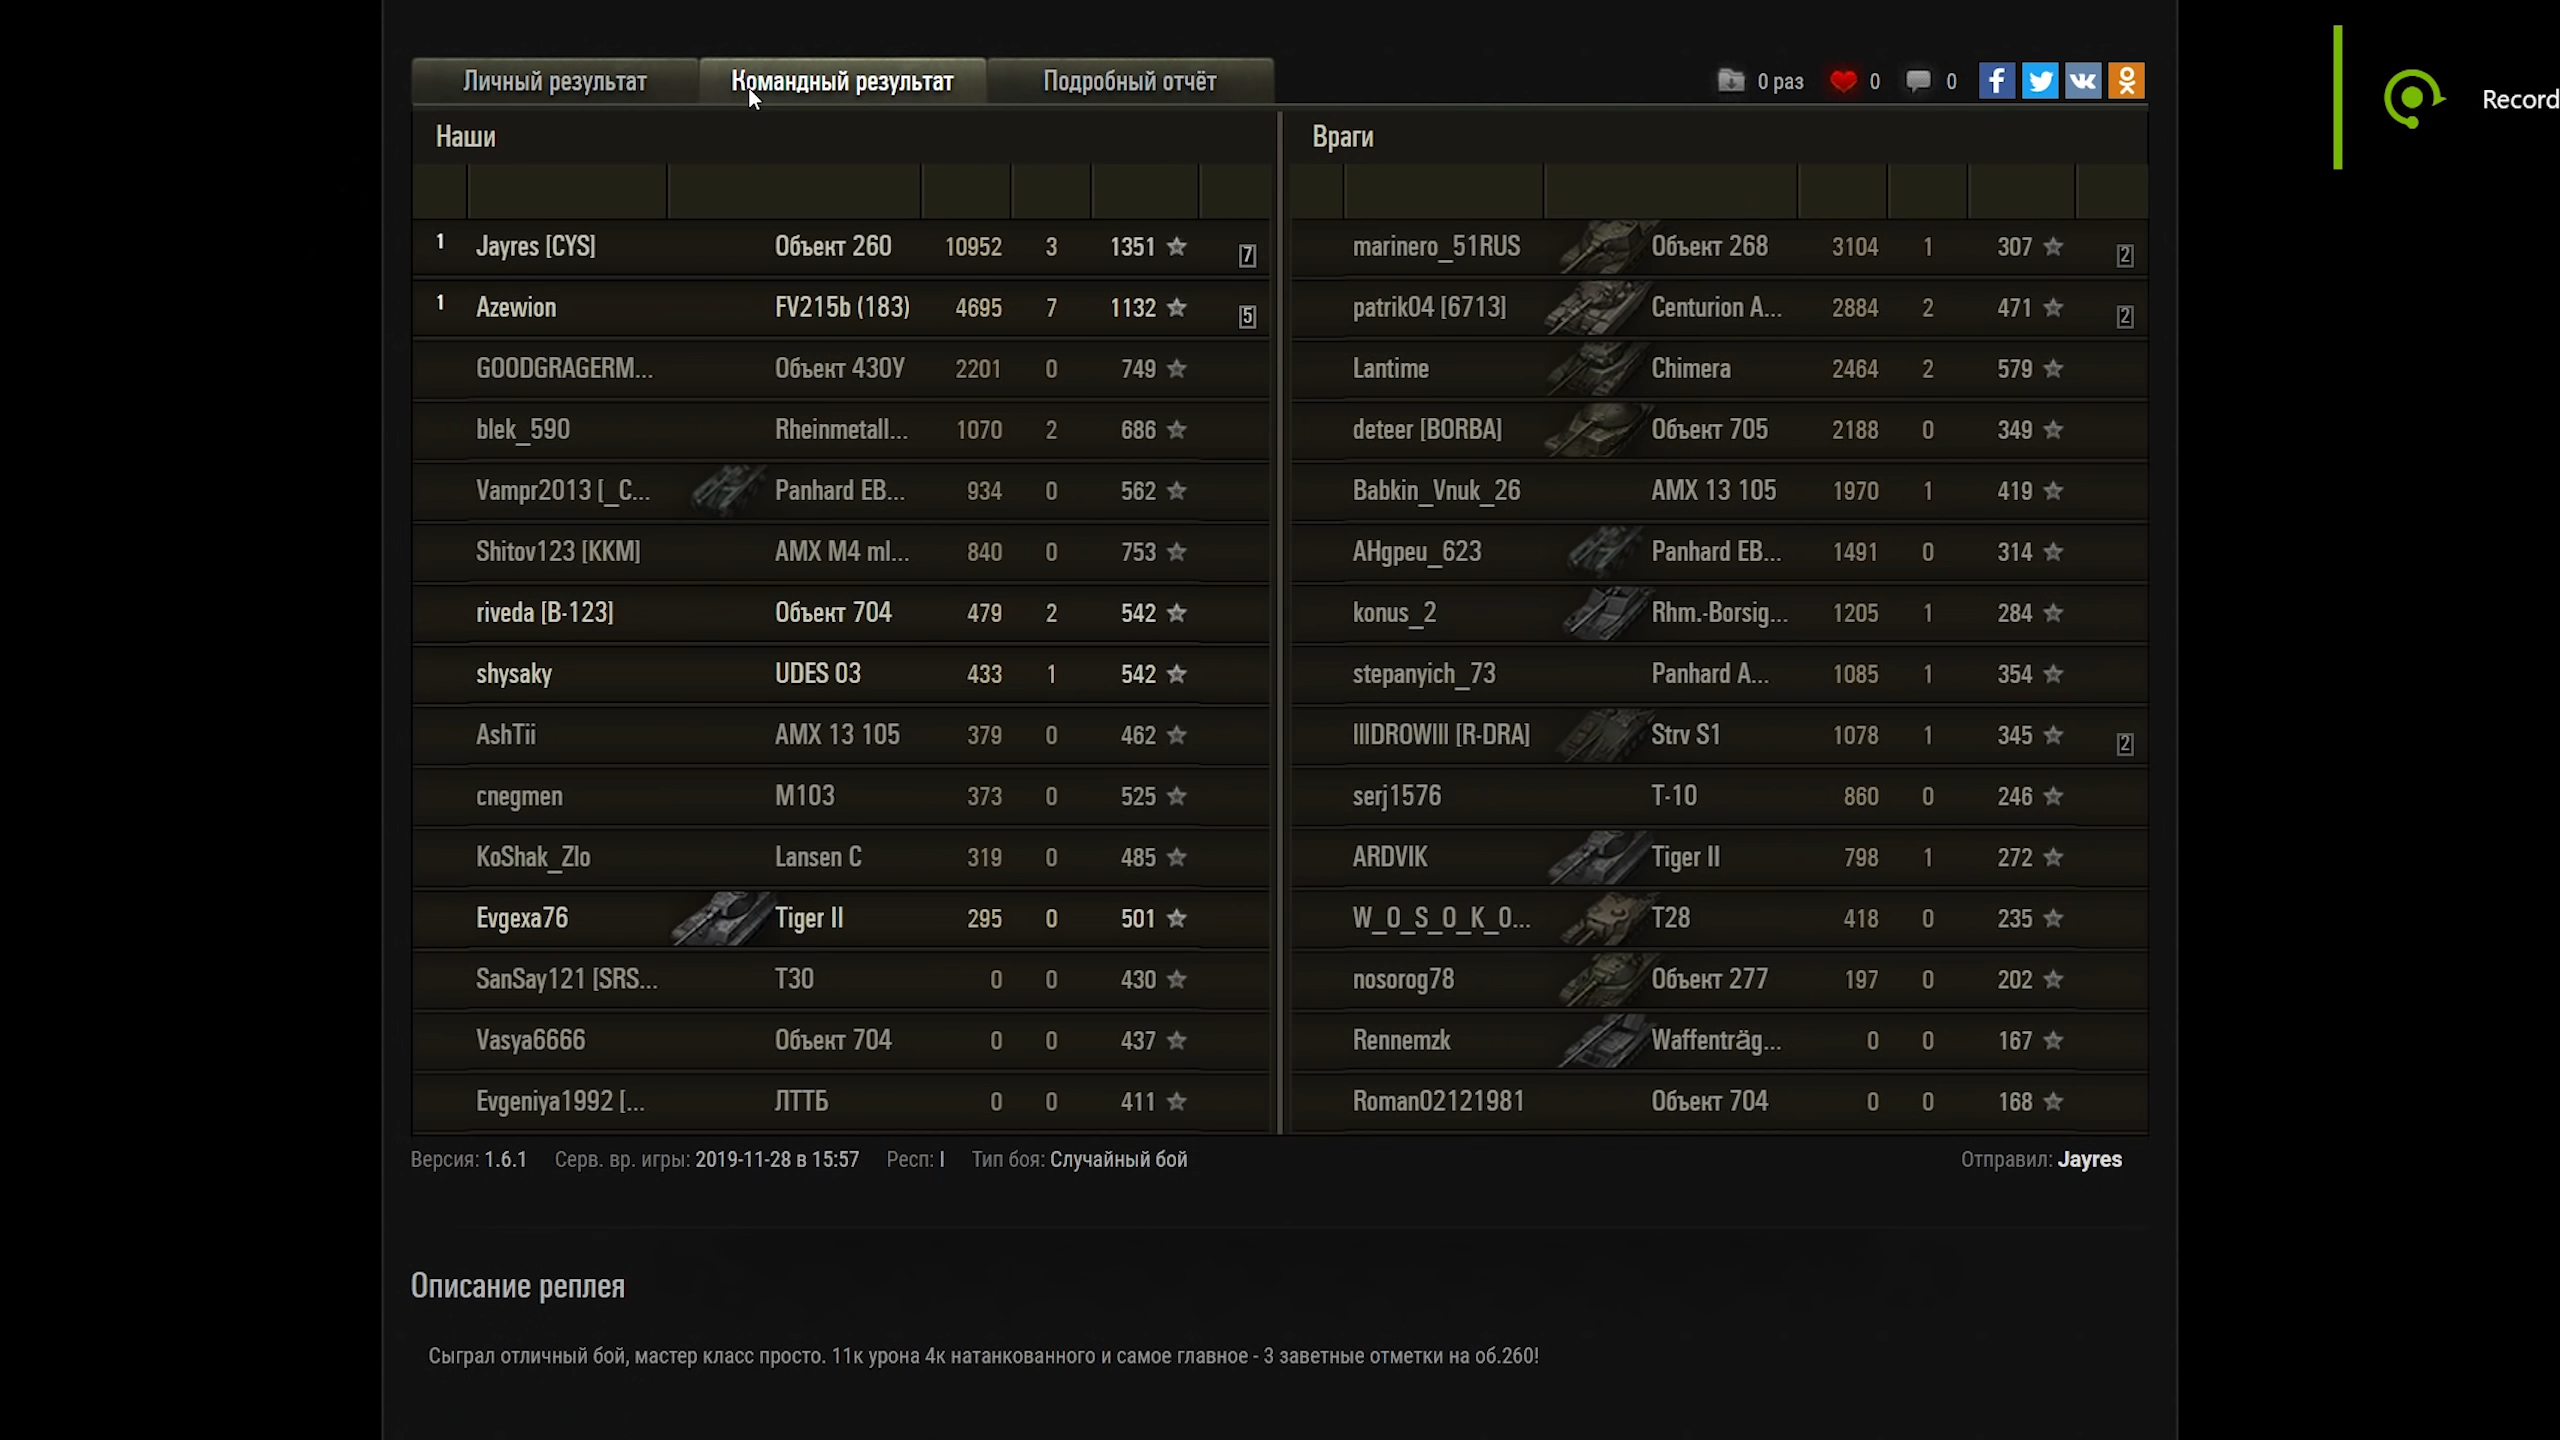 Личный результат Командный результат Подробный отчёт 0 раз 0 0 Record
Наши Враги
1 Jayres [CYS] Объект 260 10952 3 1351 7 marinero_51RUS Объект 268 3104 1 307 2
1 Azewion FV215b (183) 4695 7 1132 5 patrik04 [6713] Centurion A... 2884 2 471 2
GOODGRAGERM... Объект 430У 2201 0 749 Lantime Chimera 2464 2 579
blek_590 Rheinmetall... 1070 2 686 deteer [BORBA] Объект 705 2188 0 349
Vampr2013 [_C... Panhard EB... 934 0 562 Babkin_Vnuk_26 AMX 13 105 1970 1 419
Shitov123 [KKM] AMX M4 ml... 840 0 753 AHgpeu_623 Panhard EB... 1491 0 314
riveda [B-123] Объект 704 479 2 542 konus_2 Rhm.-Borsig... 1205 1 284
shysaky UDES 03 433 1 542 stepanyich_73 Panhard A... 1085 1 354
AshTii AMX 13 105 379 0 462 IIIDROWIII [R-DRA] Strv S1 1078 1 345 2
cnegmen M103 373 0 525 serj1576 Т-10 860 0 246
KoShak_Zlo Lansen C 319 0 485 ARDVIK Tiger II 798 1 272
Evgexa76 Tiger II 295 0 501 W_O_S_O_K_O... T28 418 0 235
SanSay121 [SRS... T30 0 0 430 nosorog78 Объект 277 197 0 202
Vasya6666 Объект 704 0 0 437 Rennemzk Waffenträg... 0 0 167
Evgeniya1992 [... ЛТТБ 0 0 411 Roman02121981 Объект 704 0 0 168
Версия: 1.6.1 Серв. вр. игры: 2019-11-28 в 15:57 Респ: I Тип боя: Случайный бой Отправил: Jayres
Описание реплея
Сыграл отличный бой, мастер класс просто. 11к урона 4к натанкованного и самое главное - 3 заветные отметки на об.260!